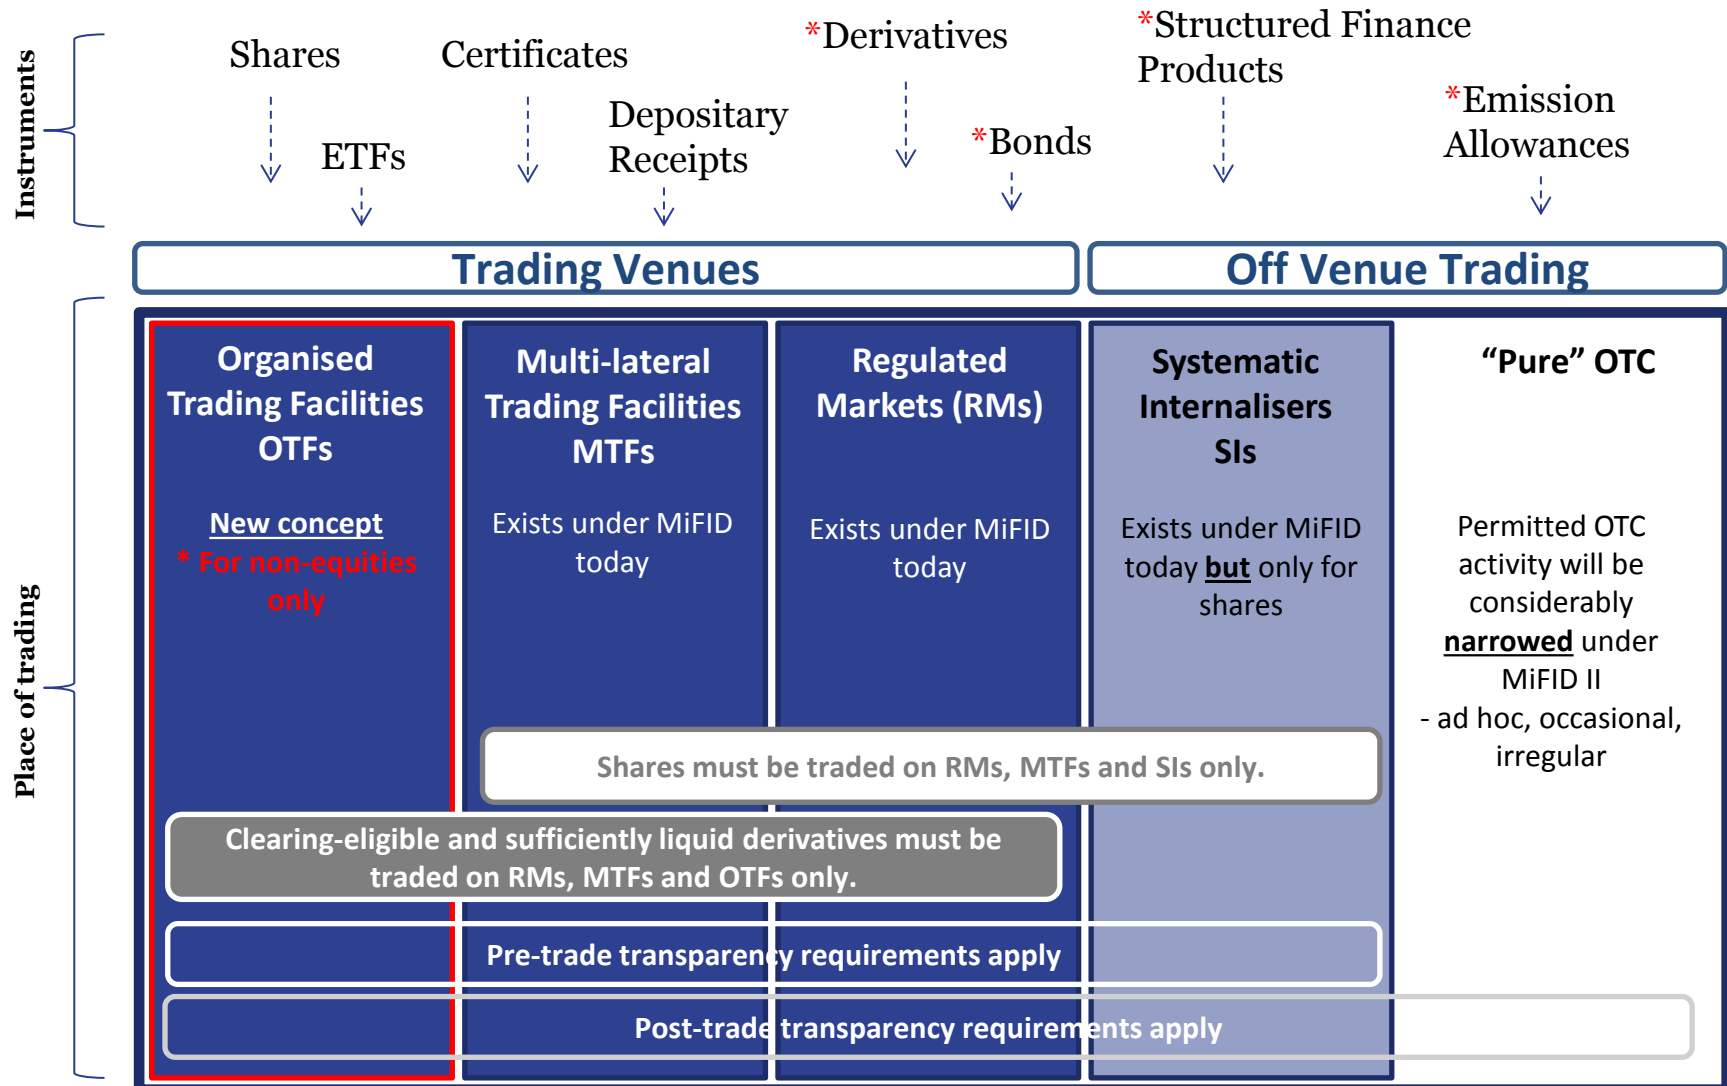 Instruments
Shares
ETFs
Certificates
Depositary
Receipts
*Derivatives
*Bonds
*Structured Finance
Products
*Emission
Allowances
Trading Venues
Off Venue Trading
Place of trading
Organised
Trading Facilities
OTFs
New concept
* For non-equities
only
Multi-lateral
Trading Facilities
MTFs
Exists under MiFID
today
Regulated
Markets (RMs)
Exists under MiFID
today
Systematic
Internalisers
SIs
Exists under MiFID
today but only for
shares
“Pure” OTC
Permitted OTC
activity will be
considerably
narrowed under
MiFID II
- ad hoc, occasional,
irregular
Shares must be traded on RMs, MTFs and SIs only.
Clearing-eligible and sufficiently liquid derivatives must be
traded on RMs, MTFs and OTFs only.
Pre-trade transparency requirements apply
Post-trade transparency requirements apply